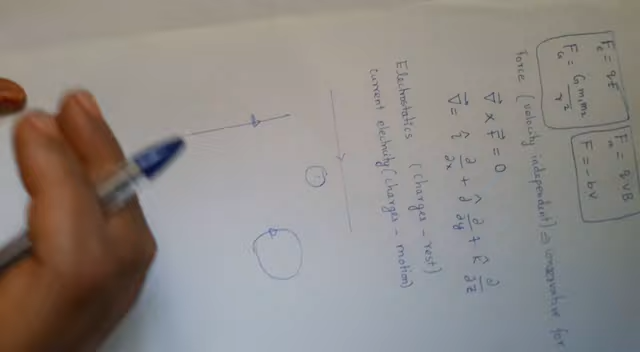 F_e = qE
F_G = G m₁m₂ / r²
F_m = qVB
F = -bv
Force (velocity independent) ⇒ conservative for
∇⃗ × F⃗ = 0
∇⃗ = î ∂/∂x + ĵ ∂/∂y + k̂ ∂/∂z
Electrostatics (charges - rest)
current electricity (charges - motion)